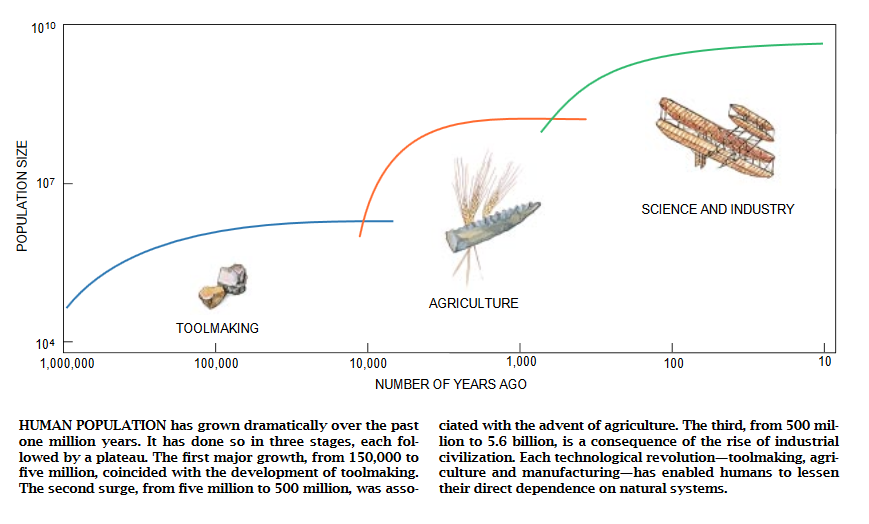 10¹⁰
POPULATION SIZE
10⁷
SCIENCE AND INDUSTRY
AGRICULTURE
TOOLMAKING
10⁴
1,000,000 100,000 10,000 1,000 100 10
NUMBER OF YEARS AGO
HUMAN POPULATION has grown dramatically over the past
one million years. It has done so in three stages, each fol-
lowed by a plateau. The first major growth, from 150,000 to
five million, coincided with the development of toolmaking.
The second surge, from five million to 500 million, was asso-
ciated with the advent of agriculture. The third, from 500 mil-
lion to 5.6 billion, is a consequence of the rise of industrial
civilization. Each technological revolution—toolmaking, agri-
culture and manufacturing—has enabled humans to lessen
their direct dependence on natural systems.